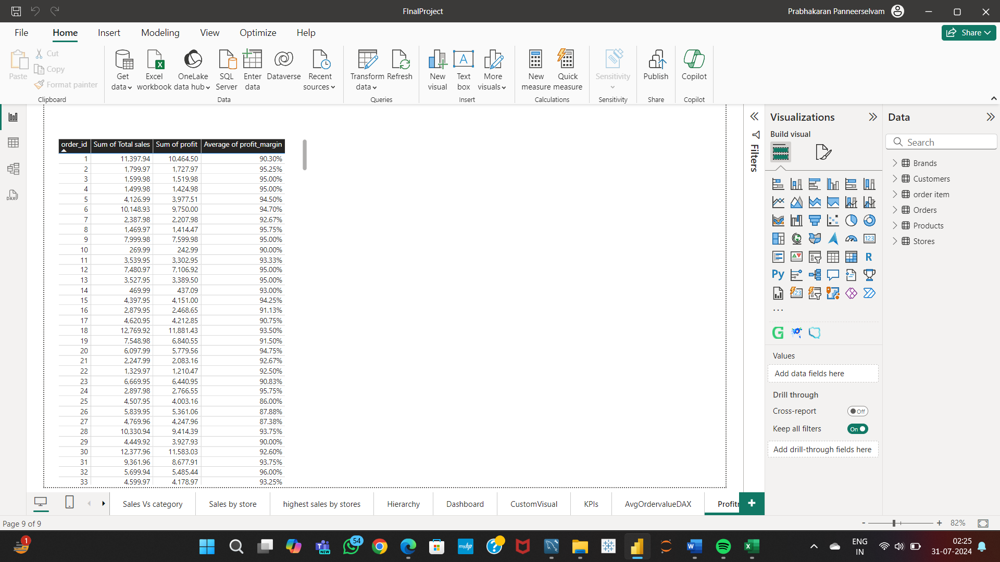 FInalProject
Prabhakaran Panneerselvam
File Home Insert Modeling View Optimize Help
Share
Paste
Cut
Copy
Format painter
Clipboard
Get data
Excel workbook
OneLake data hub
SQL Server
Enter data
Dataverse
Recent sources
Data
Transform data
Refresh
Queries
New visual
A
Text box
More visuals
Insert
New measure
Quick measure
Calculations
Sensitivity
Sensitivity
Publish
Share
Copilot
Copilot
DAX
order_id Sum of Total sales Sum of profit Average of profit_margin
1 11,397.94 10,464.50 90.30%
2 1,799.97 1,727.97 95.25%
3 1,599.98 1,519.98 95.00%
4 1,499.98 1,424.98 95.00%
5 4,126.99 3,977.51 94.50%
6 10,148.93 9,750.00 94.70%
7 2,387.98 2,207.98 92.67%
8 1,469.97 1,414.47 95.75%
9 7,999.98 7,599.98 95.00%
10 269.99 242.99 90.00%
11 3,539.95 3,302.95 93.33%
12 7,480.97 7,106.92 95.00%
13 3,527.95 3,389.50 95.00%
14 469.99 437.09 93.00%
15 4,397.95 4,151.00 94.25%
16 2,879.95 2,468.65 91.13%
17 4,620.95 4,212.85 90.75%
18 12,769.92 11,881.43 93.50%
19 7,548.98 6,840.55 91.50%
20 6,097.99 5,779.56 94.75%
21 2,247.99 2,083.16 92.67%
22 1,329.97 1,210.47 92.50%
23 6,669.95 6,440.95 90.83%
24 2,897.98 2,766.55 95.75%
25 4,507.95 4,003.16 86.00%
26 5,839.95 5,361.06 87.88%
27 4,769.96 4,247.96 87.38%
28 10,330.94 9,414.39 93.75%
29 4,449.92 3,927.93 90.00%
30 12,377.96 11,583.03 92.60%
31 9,361.96 8,677.91 93.75%
32 5,699.94 5,485.44 96.00%
33 4,599.97 4,178.97 93.25%
Filters
Visualizations
Build visual
123
R
Py
123
...
G
Values
Add data fields here
Drill through
Cross-report Off
Keep all filters On
Add drill-through fields here
Data
Search
Brands
Customers
order item
Orders
Products
Stores
Sales Vs category Sales by store highest sales by stores Hierarchy Dashboard CustomVisual KPIs AvgOrdervalueDAX Profitr
Page 9 of 9
- + 82%
1
NEW
54
myhp
ENG
IN
02:25
31-07-2024